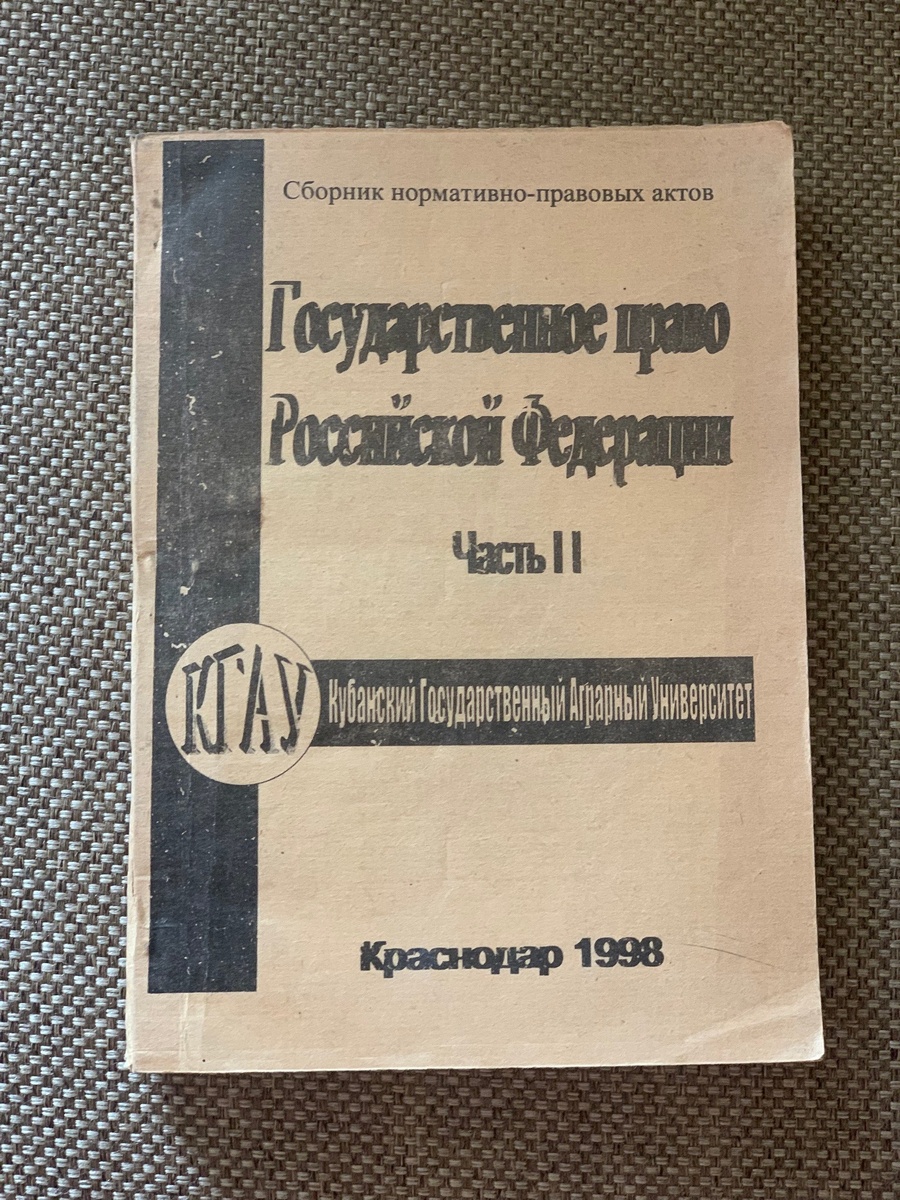 Сборник нормативно-правовых актов
Государственное право
Российской Федерации
Часть II
КГАУ
Кубанский Государственный Аграрный Университет
Краснодар 1998